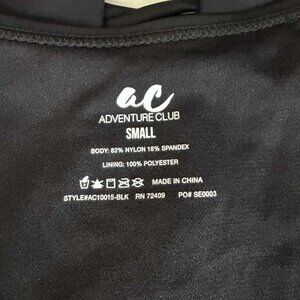 ac
ADVENTURE CLUB
SMALL
BODY: 82% NYLON 18% SPANDEX
LINING: 100% POLYESTER
MADE IN CHINA
STYLE#AC10015-BLK RN 72409 PO# SE0003